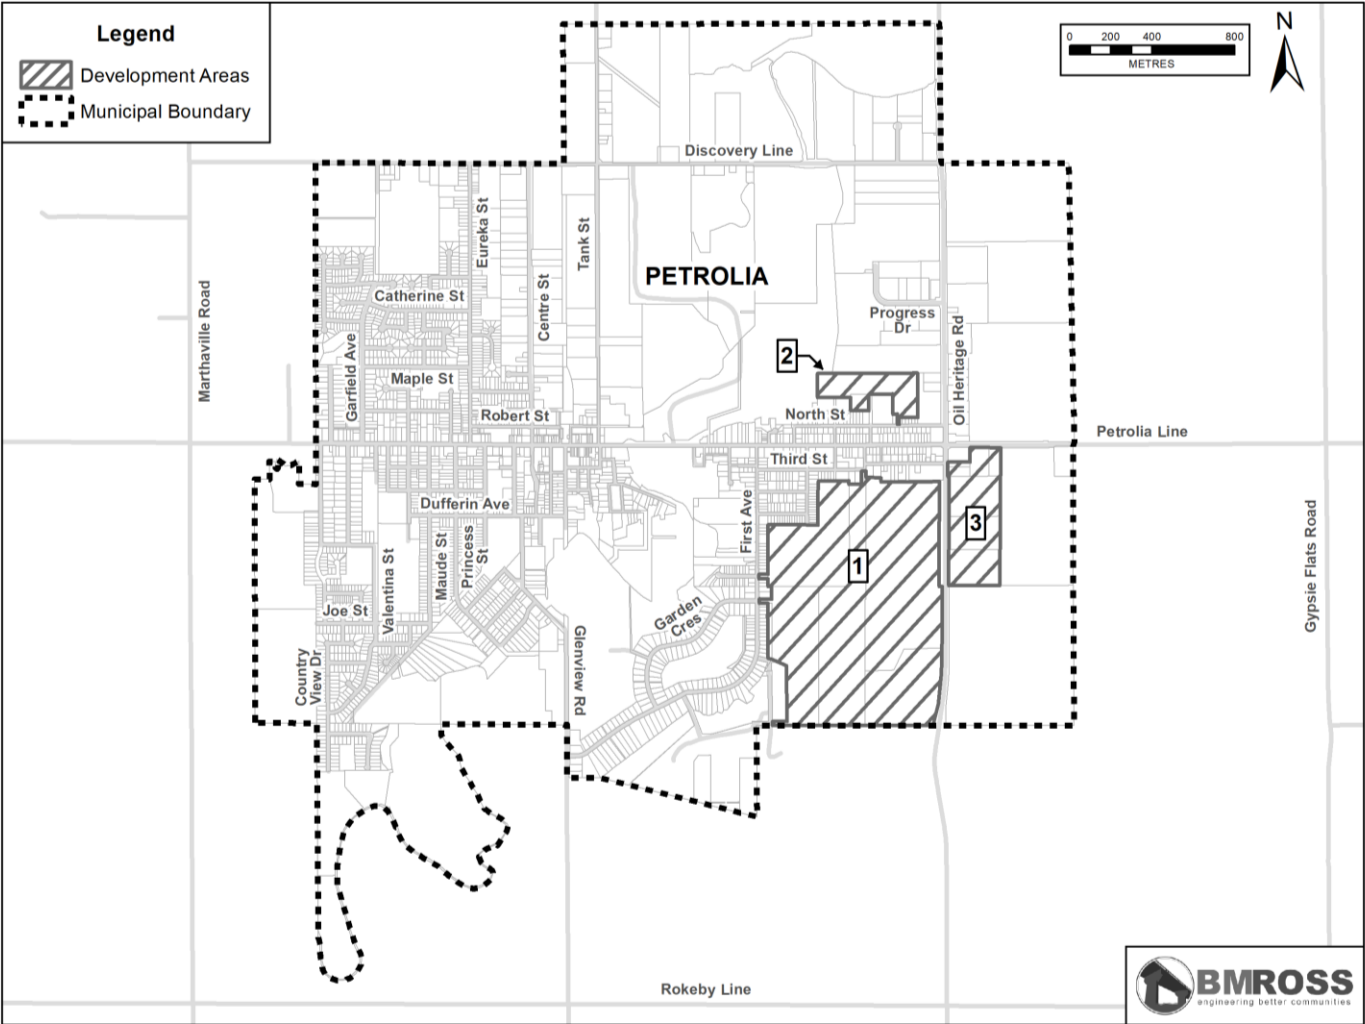 Legend
Development Areas
Municipal Boundary
0 200 400 800
METRES
N
Discovery Line
Eureka St
Tank St
PETROLIA
Catherine St
Centre St
Marthaville Road
Progress
Dr
Oil Heritage Rd
Garfield Ave
Maple St
2
Robert St
North St
Petrolia Line
Third St
Dufferin Ave
First Ave
3
1
Gypsie Flats Road
Maude St
Princess
St
Valentina St
Joe St
Garden
Cres
Country
View Dr
Glenview Rd
Rokeby Line
BMROSS
engineering better communities